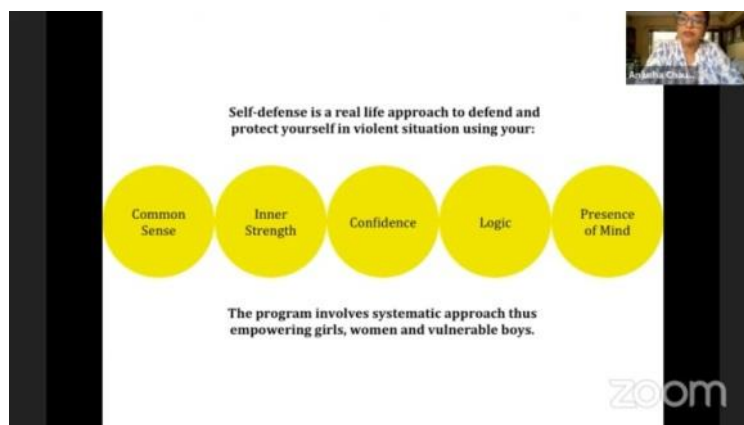 Self-defense is a real life approach to defend and
protect yourself in violent situation using your:
Common
Sense
Inner
Strength
Confidence
Logic
Presence
of Mind
The program involves systematic approach thus
empowering girls, women and vulnerable boys.
zoom